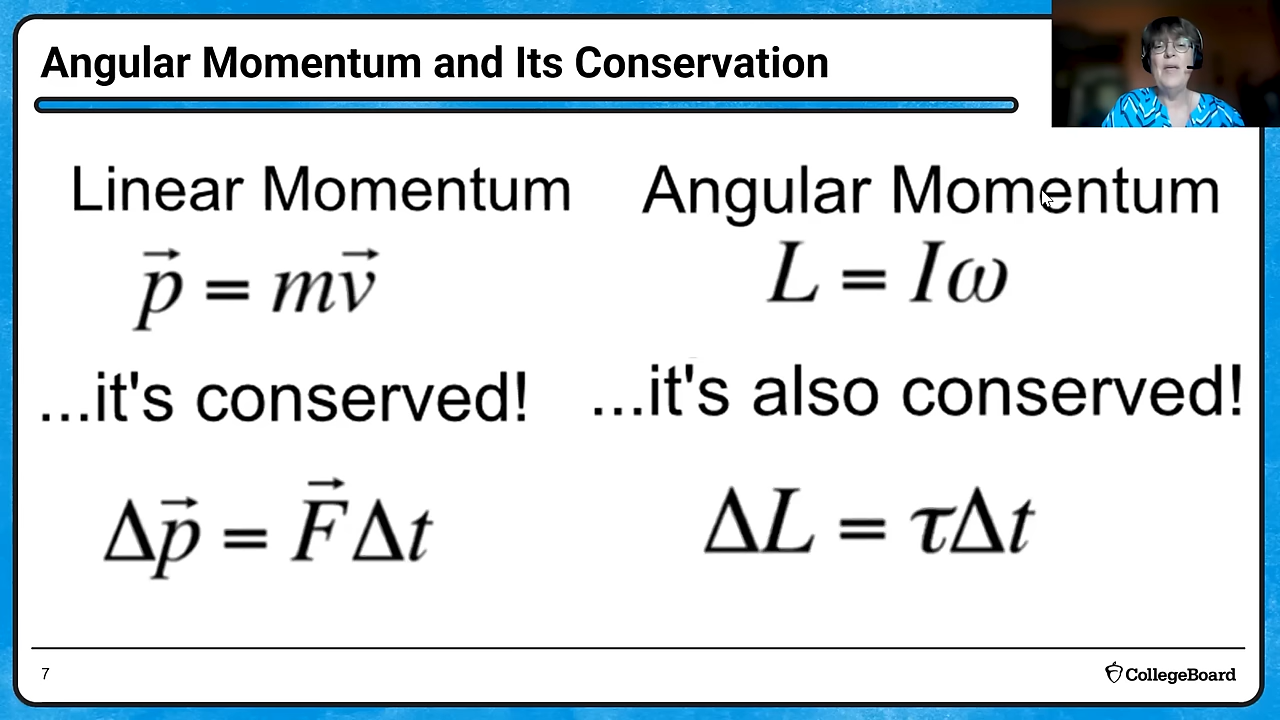 Angular Momentum and Its Conservation
Linear Momentum
p⃗ = mv⃗
...it's conserved!
Δp⃗ = F⃗Δt
Angular Momentum
L = Iω
...it's also conserved!
ΔL = τΔt
7
CollegeBoard